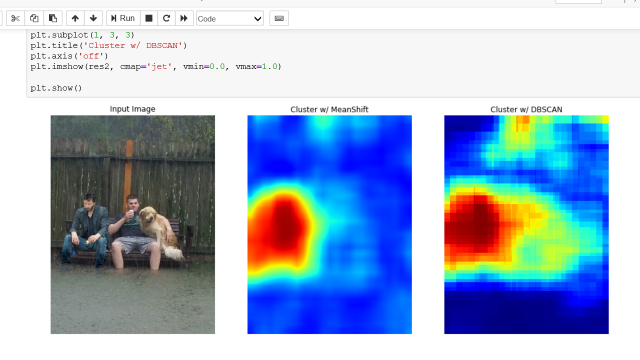 Run
Code
plt.subplot(1, 3, 3)
plt.title('Cluster w/ DBSCAN')
plt.axis('off')
plt.imshow(res2, cmap='jet', vmin=0.0, vmax=1.0)
plt.show()
Input Image
Cluster w/ MeanShift
Cluster w/ DBSCAN